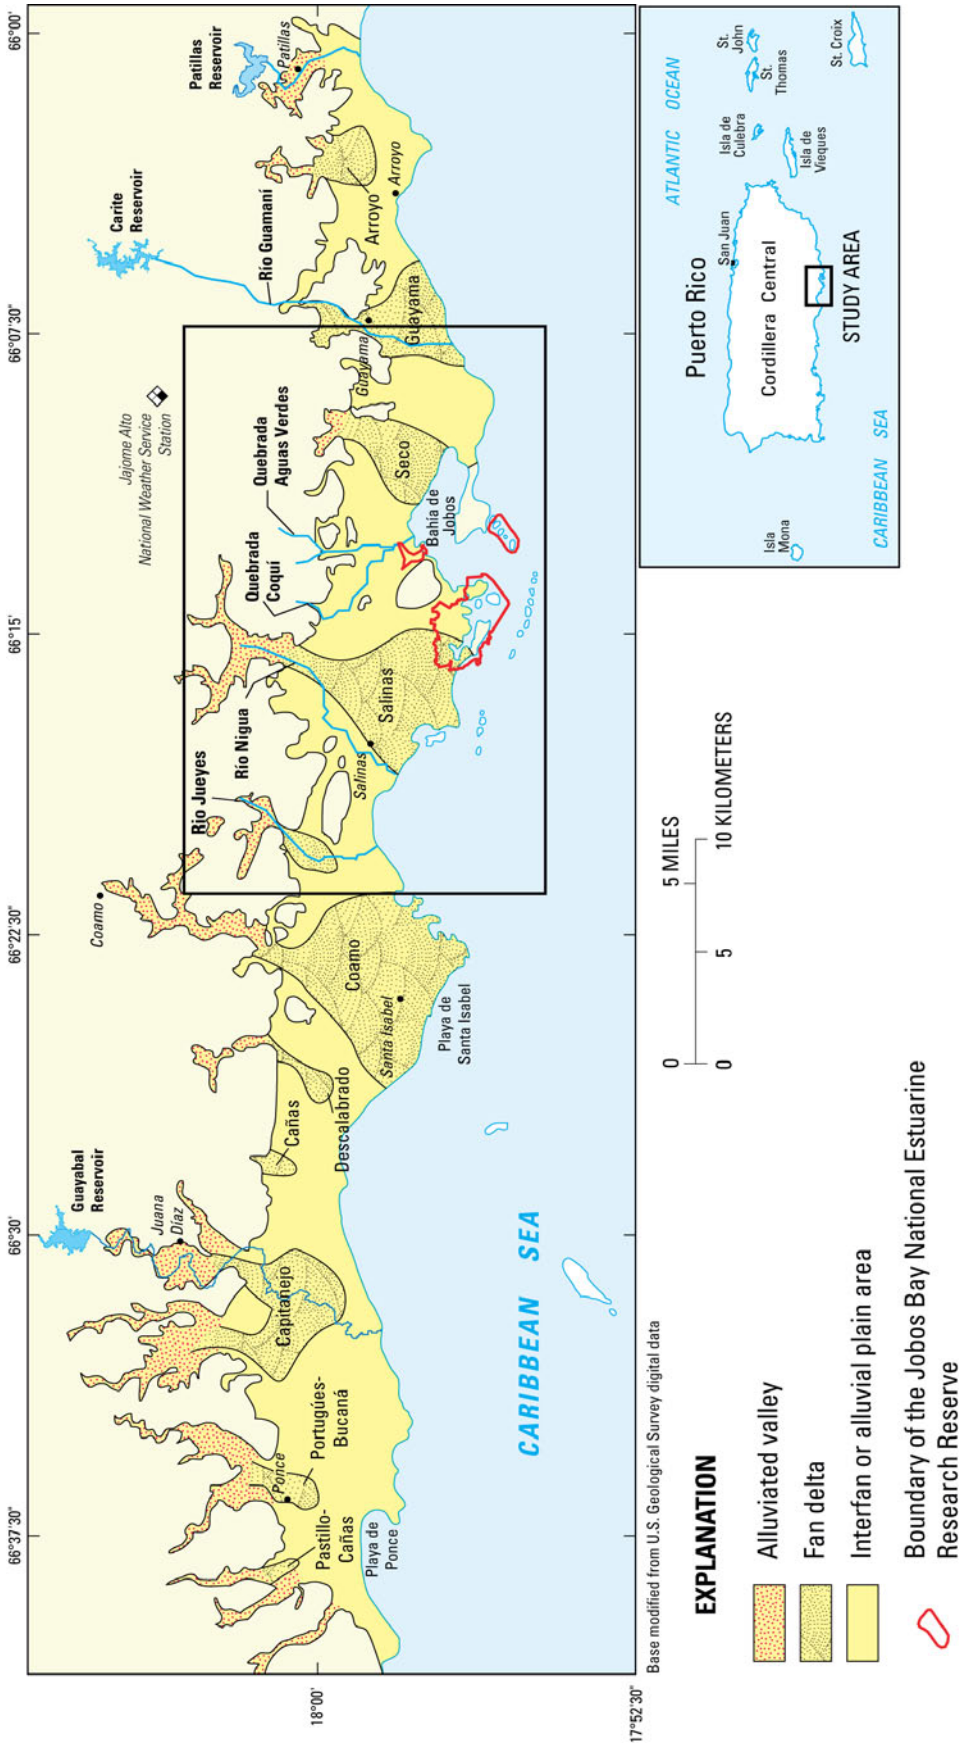 66°37'30"
66°30'
66°22'30"
66°15'
66°07'30"
66°00'
18°00'
17°52'30"
Guayabal
Reservoir
Juana
Díaz
Coamo
Jajome Alto
National Weather Service
Station
Carite
Reservoir
Patillas
Reservoir
Patillas
Río Jueyes
Río Nigua
Quebrada
Coquí
Quebrada
Aguas Verdes
Río Guamaní
Pastillo-
Cañas
Ponce
Portugúes-
Bucaná
Capitanejo
Cañas
Descalabrado
Coamo
Santa Isabel
Salinas
Salinas
Seco
Guayama
Guayama
Arroyo
Arroyo
Playa de
Ponce
Playa de
Santa Isabel
Bahía de
Jobos
CARIBBEAN SEA
Base modified from U.S. Geological Survey digital data
0 5 MILES
0 5 10 KILOMETERS
EXPLANATION
Alluviated valley
Fan delta
Interfan or alluvial plain area
Boundary of the Jobos Bay National Estuarine
Research Reserve
ATLANTIC OCEAN
Puerto Rico
San Juan
Cordillera Central
STUDY AREA
Isla
Mona
Isla de
Culebra
Isla de
Vieques
St.
John
St.
Thomas
St. Croix
CARIBBEAN SEA